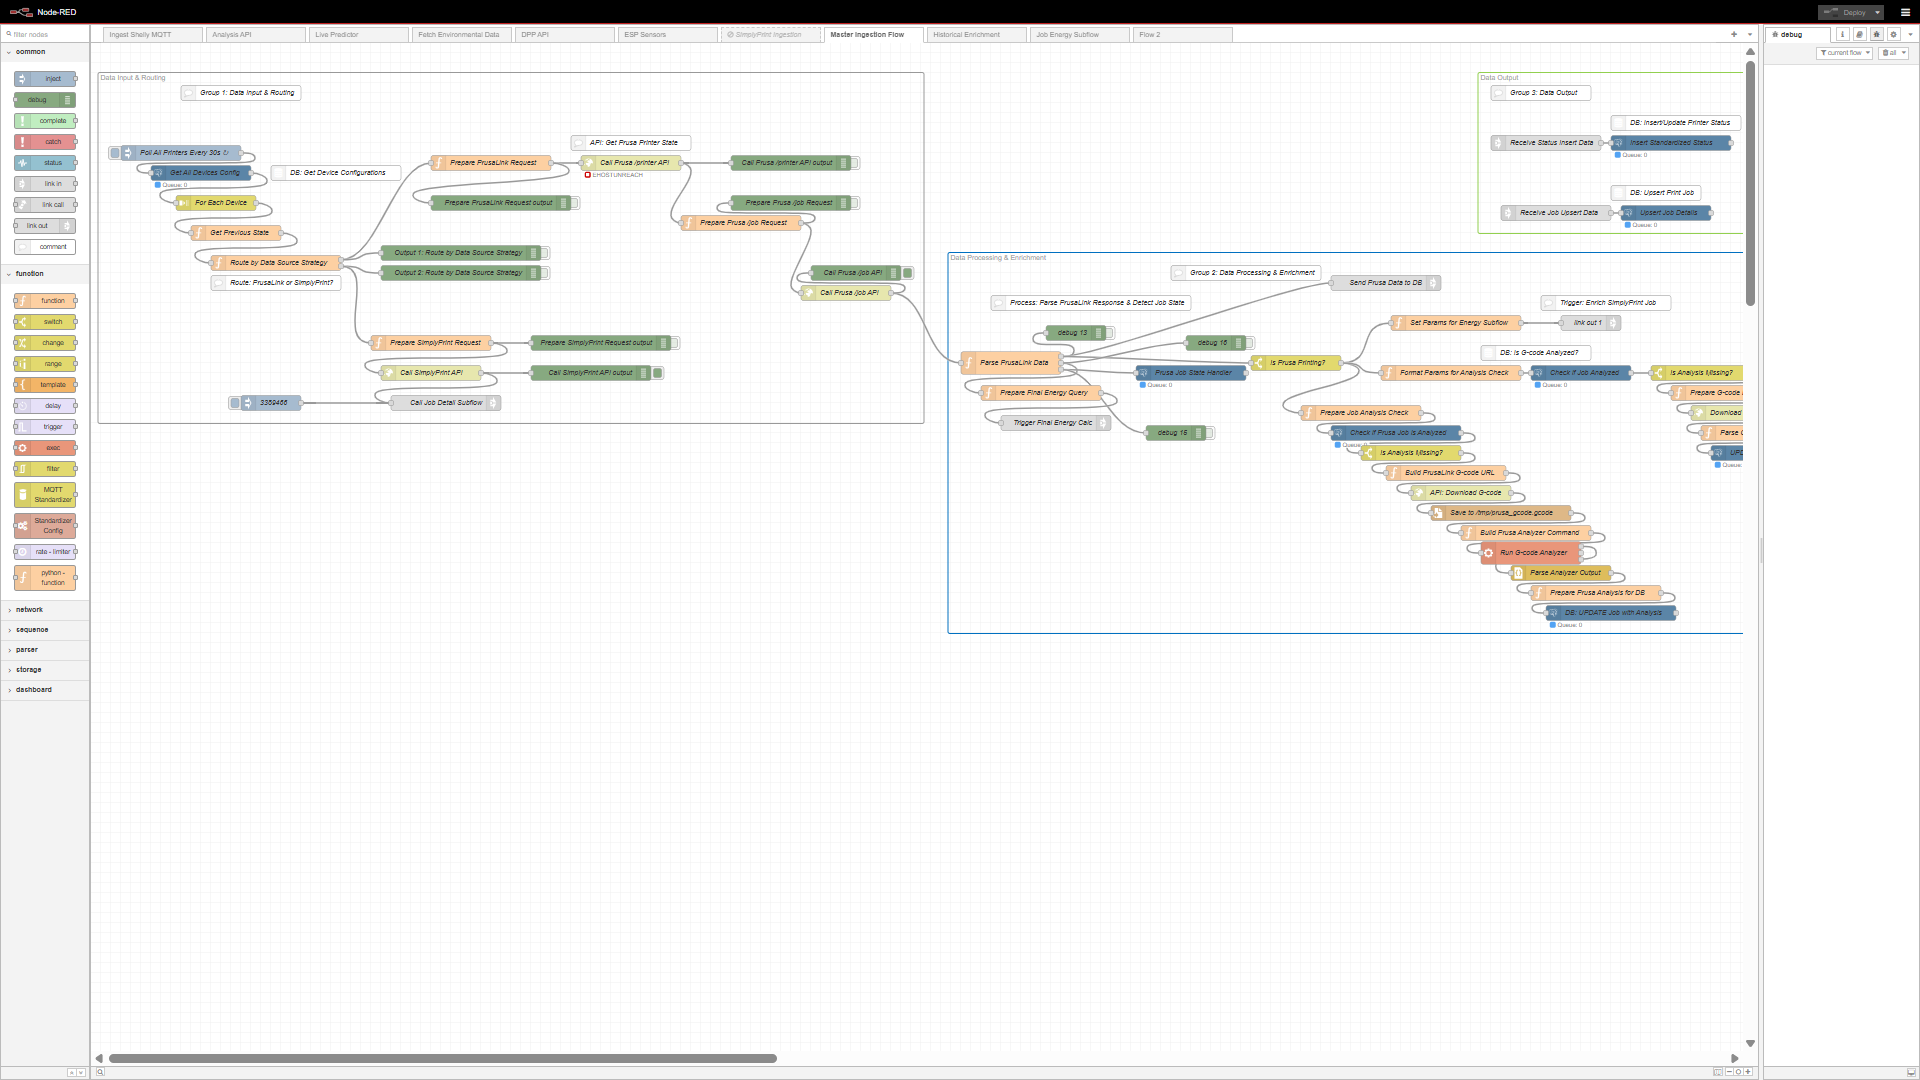 Node-RED
Deploy
filter nodes
Ingest Shelly MQTT
Analysis API
Live Predictor
Fetch Environmental Data
DPP API
ESP Sensors
SimplyPrint Ingestion
Master Ingestion Flow
Historical Enrichment
Job Energy Subflow
Flow 2
debug
current flow
all
common
inject
debug
complete
catch
status
link in
link call
link out
comment
function
function
switch
change
range
template
delay
trigger
exec
filter
MQTT
Standardizer
Standardizer
Config
rate - limiter
python -
function
network
sequence
parser
storage
dashboard
Data Input & Routing
Group 1: Data Input & Routing
Poll All Printers Every 30s ↻
Get All Devices Config
Queue: 0
DB: Get Device Configurations
For Each Device
Get Previous State
Route by Data Source Strategy
Route: PrusaLink or SimplyPrint?
API: Get Prusa Printer State
Prepare PrusaLink Request
Call Prusa /printer API
EHOSTUNREACH
Call Prusa /printer API output
Prepare PrusaLink Request output
Prepare Prusa /job Request
Prepare Prusa /job Request
Output 1: Route by Data Source Strategy
Output 2: Route by Data Source Strategy
Call Prusa /job API
Call Prusa /job API
Prepare SimplyPrint Request
Prepare SimplyPrint Request output
Call SimplyPrint API
Call SimplyPrint API output
Call Job Detail Subflow
Data Output
Group 3: Data Output
DB: Insert/Update Printer Status
Receive Status Insert Data
Insert Standardized Status
Queue: 0
DB: Upsert Print Job
Receive Job Upsert Data
Upsert Job Details
Queue: 0
Data Processing & Enrichment
Group 2: Data Processing & Enrichment
Send Prusa Data to DB
Process: Parse PrusaLink Response & Detect Job State
Trigger: Enrich SimplyPrint Job
debug 13
Set Params for Energy Subflow
link out 1
Parse PrusaLink Data
Is Prusa Printing?
DB: Is G-code Analyzed?
Prusa Job State Handler
Queue: 0
Format Params for Analysis Check
Check if Job Analyzed
Queue: 0
Is Analysis Missing?
Prepare Final Energy Query
Prepare G-code
Trigger Final Energy Calc
Prepare Job Analysis Check
Download
Check if Prusa Job is Analyzed
Queue: 0
Parse
Is Analysis Missing?
Queue:
Build PrusaLink G-code URL
API: Download G-code
Save to /tmp/prusa_gcode.gcode
Build Prusa Analyzer Command
Run G-code Analyzer
Parse Analyzer Output
Prepare Prusa Analysis for DB
DB: UPDATE Job with Analysis
Queue: 0